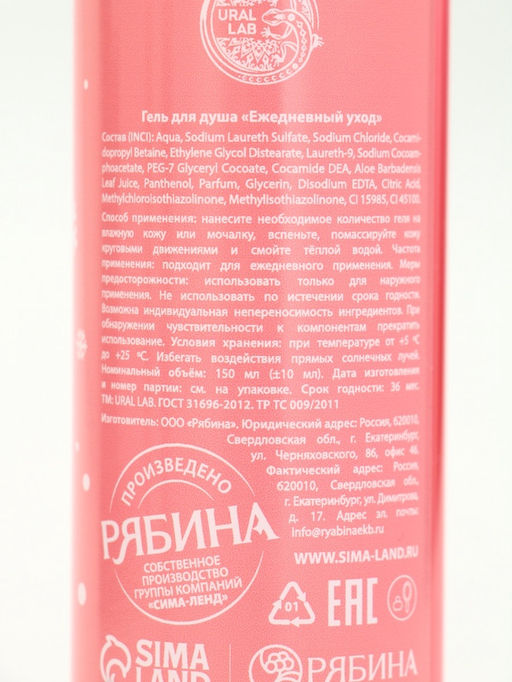 URAL
LAB
Гель для душа «Ежедневный уход»
Состав (INCI): Aqua, Sodium Laureth Sulfate, Sodium Chloride, Cocami-
dopropyl Betaine, Ethylene Glycol Distearate, Laureth-9, Sodium Cocoam-
phoacetate, PEG-7 Glyceryl Cocoate, Cocamide DEA, Aloe Barbadensis
Leaf Juice, Panthenol, Parfum, Glycerin, Disodium EDTA, Citric Acid,
Methylchloroisothiazolinone, Methylisothiazolinone, CI 15985, CI 45100.
Способ применения: нанесите необходимое количество геля на
влажную кожу или мочалку, вспеньте, помассируйте кожу
круговыми движениями и смойте тёплой водой. Частота
применения: подходит для ежедневного применения. Меры
предосторожности: использовать только для наружного
применения. Не использовать по истечении срока годности.
Возможна индивидуальная непереносимость ингредиентов. При
обнаружении чувствительности к компонентам прекратить
использование. Условия хранения: при температуре от +5 °C
до +25 °C. Избегать воздействия прямых солнечных лучей.
Номинальный объём: 150 мл (±10 мл). Дата изготовления
и номер партии: см. на упаковке. Срок годности: 36 мес.
ТМ: URAL LAB. ГОСТ 31696-2012. ТР ТС 009/2011
Изготовитель: ООО «Рябина». Юридический адрес: Россия, 620010,
Свердловская обл., г. Екатеринбург,
ул. Черняховского, 86, офис 46.
Фактический адрес: Россия,
620010, Свердловская обл.,
г. Екатеринбург, ул. Димитрова,
д. 17. Адрес эл. почты:
info@ryabinaekb.ru
WWW.SIMA-LAND.RU
ПРОИЗВЕДЕНО
РЯБИНА
СОБСТВЕННОЕ
ПРОИЗВОДСТВО
ГРУППЫ КОМПАНИЙ
«СИМА-ЛЕНД»
01
EAC
SIMA
LAND
РЯБИНА